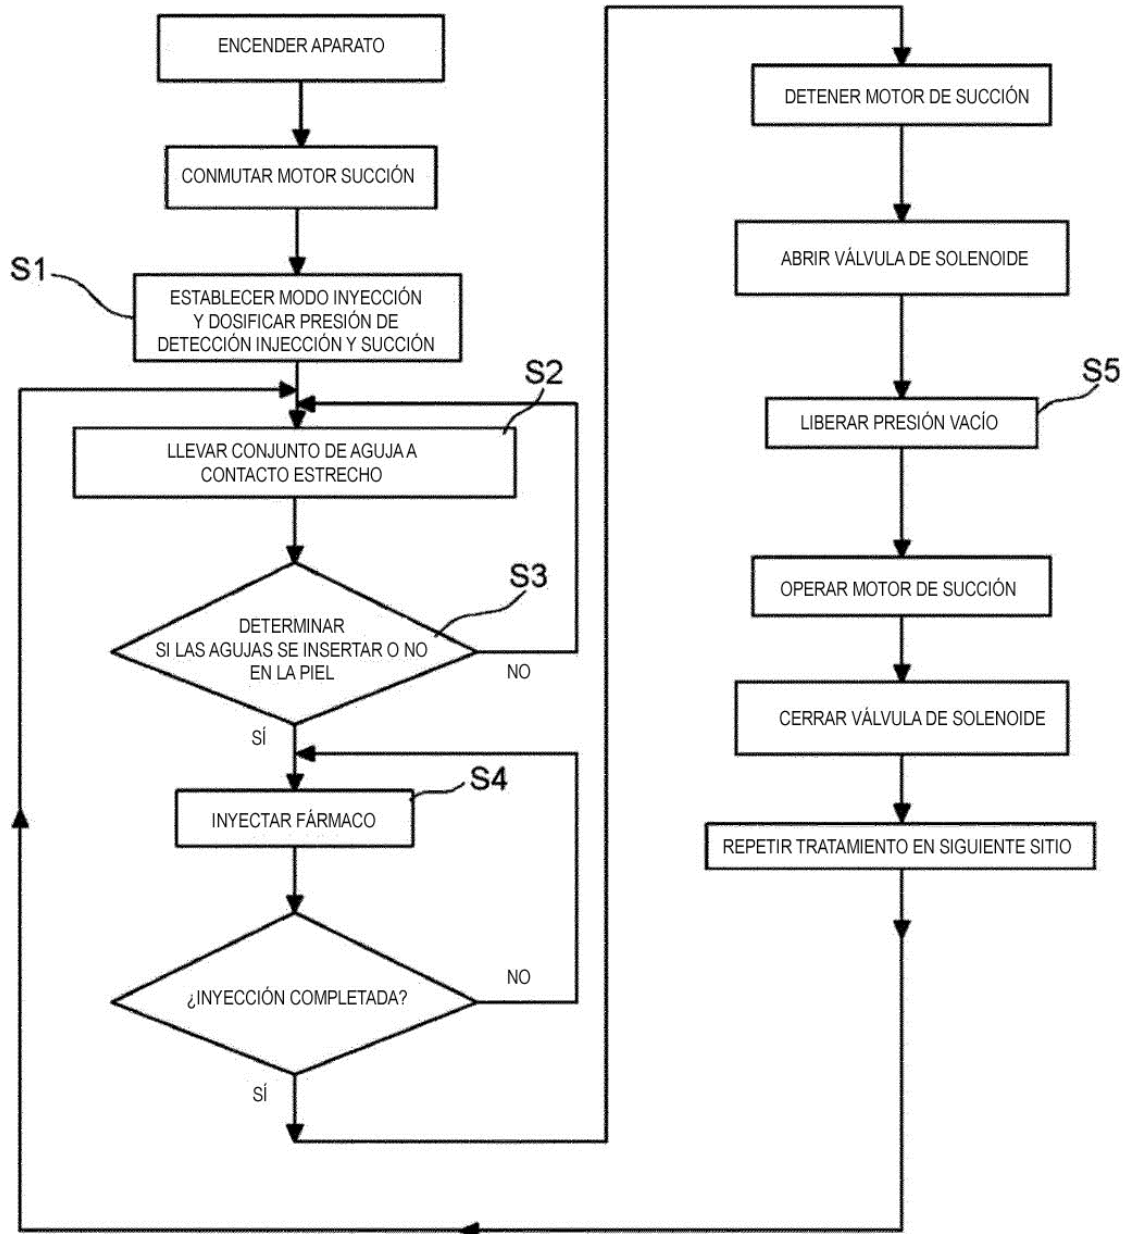 ENCENDER APARATO
CONMUTAR MOTOR SUCCIÓN
S1
ESTABLECER MODO INYECCIÓN
Y DOSIFICAR PRESIÓN DE
DETECCIÓN INJECCIÓN Y SUCCIÓN
S2
LLEVAR CONJUNTO DE AGUJA A
CONTACTO ESTRECHO
S3
DETERMINAR
SI LAS AGUJAS SE INSERTAR O NO
EN LA PIEL
NO
SÍ
S4
INYECTAR FÁRMACO
¿INYECCIÓN COMPLETADA?
NO
SÍ
DETENER MOTOR DE SUCCIÓN
ABRIR VÁLVULA DE SOLENOIDE
S5
LIBERAR PRESIÓN VACÍO
OPERAR MOTOR DE SUCCIÓN
CERRAR VÁLVULA DE SOLENOIDE
REPETIR TRATAMIENTO EN SIGUIENTE SITIO